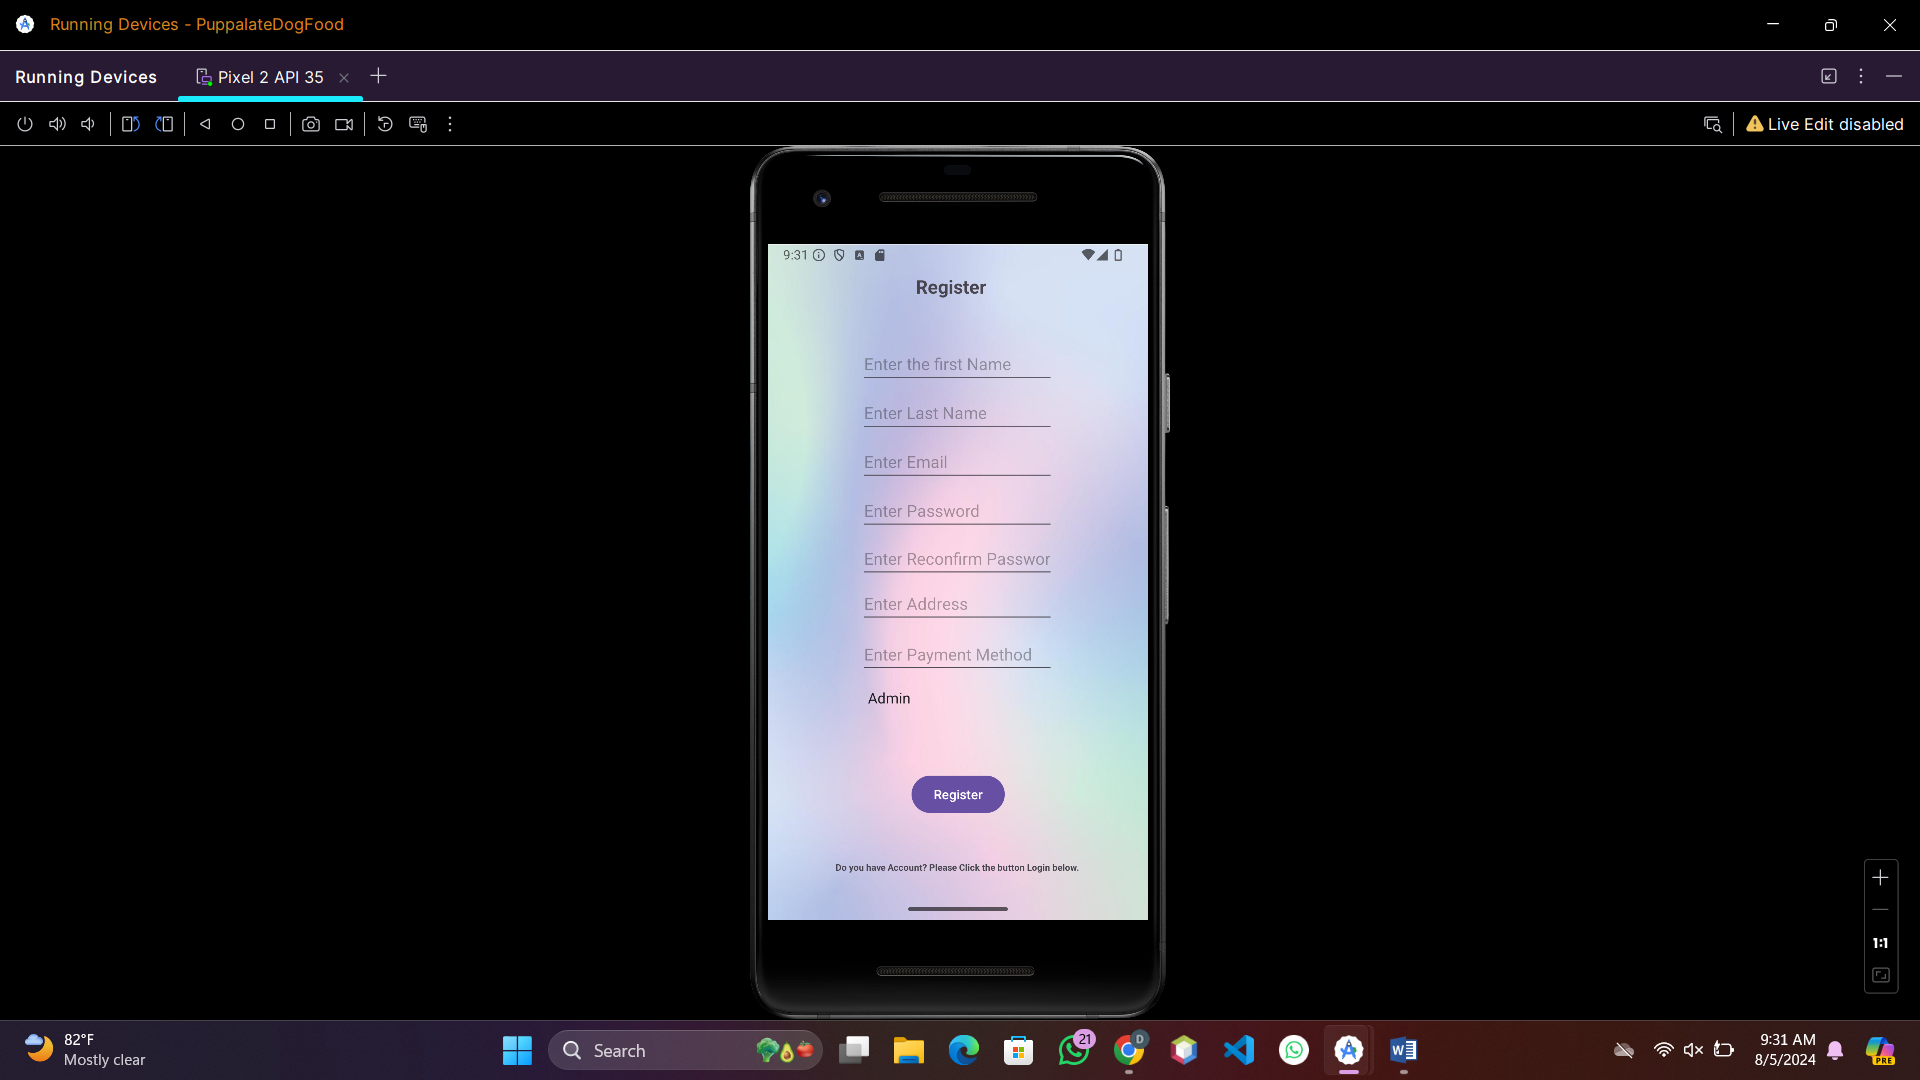 Running Devices - PuppalateDogFood
Running Devices Pixel 2 API 35
Live Edit disabled
9:31
Register
Enter the first Name
Enter Last Name
Enter Email
Enter Password
Enter Reconfirm Passwor
Enter Address
Enter Payment Method
Admin
Register
Do you have Account? Please Click the button Login below.
1:1
82°F
Mostly clear
Search
21
D
W
9:31 AM
8/5/2024
PRE